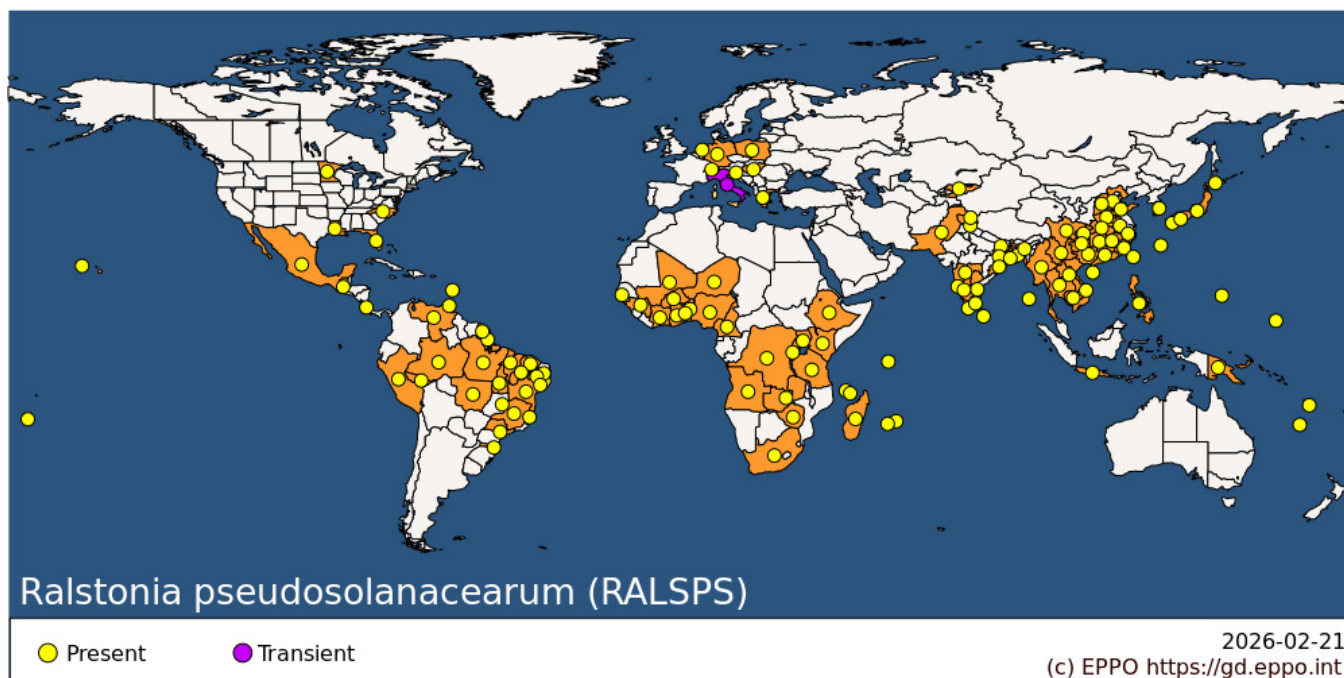 Ralstonia pseudosolanacearum (RALSPS)
Present
Transient
2026-02-21
(c) EPPO https://gd.eppo.int